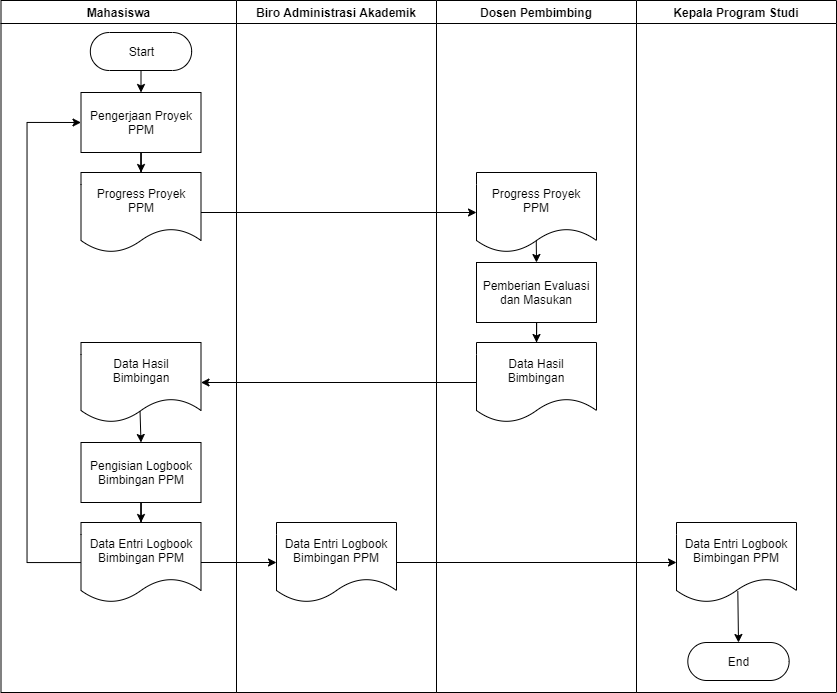 Mahasiswa
Biro Administrasi Akademik
Dosen Pembimbing
Kepala Program Studi
Start
Pengerjaan Proyek
PPM
Progress Proyek
PPM
Progress Proyek
PPM
Pemberian Evaluasi
dan Masukan
Data Hasil
Bimbingan
Data Hasil
Bimbingan
Pengisian Logbook
Bimbingan PPM
Data Entri Logbook
Bimbingan PPM
Data Entri Logbook
Bimbingan PPM
Data Entri Logbook
Bimbingan PPM
End